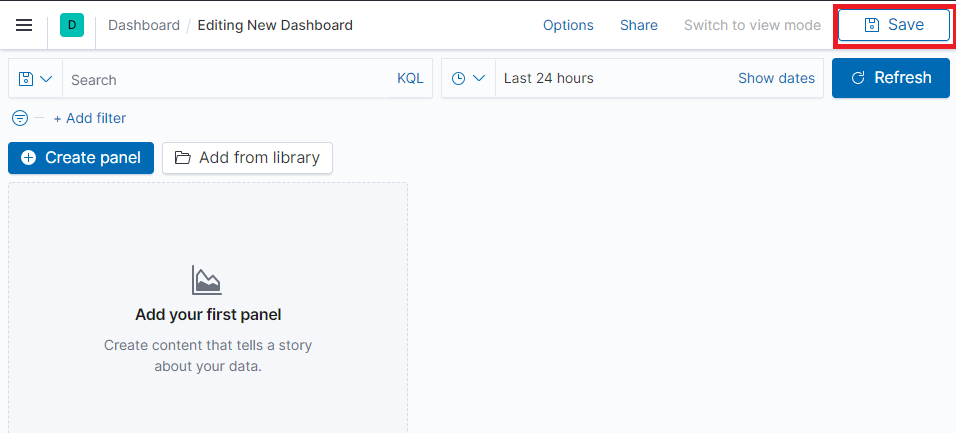 D Dashboard / Editing New Dashboard Options Share Switch to view mode Save
Search KQL Last 24 hours Show dates Refresh
+ Add filter
Create panel Add from library
Add your first panel
Create content that tells a story
about your data.